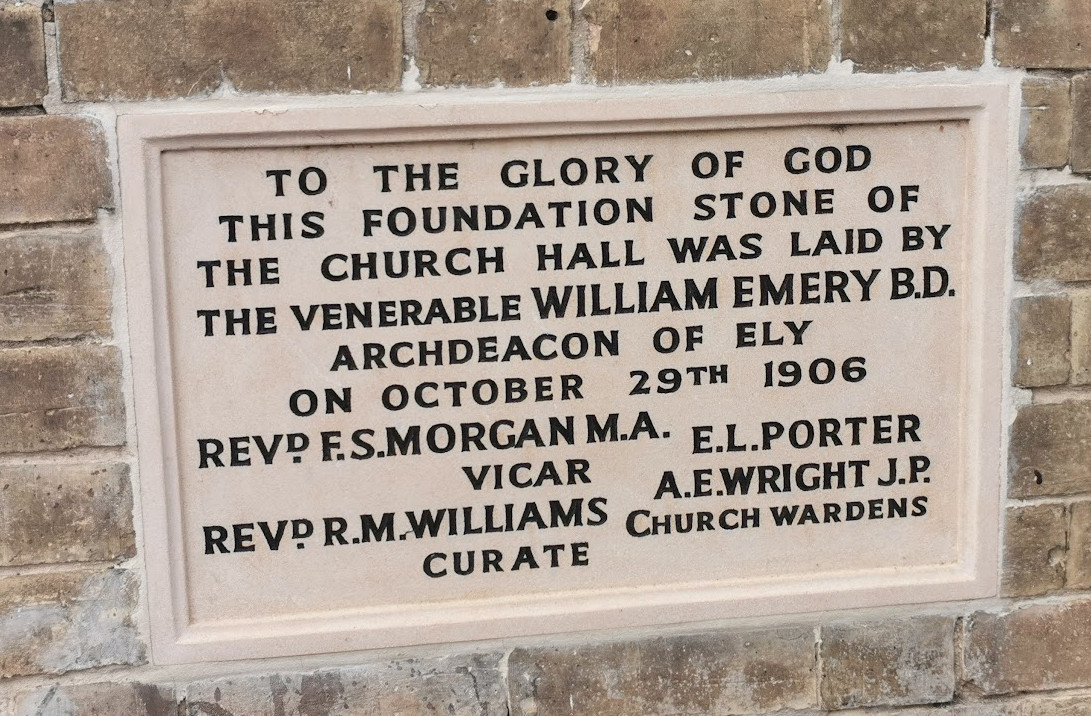 TO THE GLORY OF GOD
THIS FOUNDATION STONE OF
THE CHURCH HALL WAS LAID BY
THE VENERABLE WILLIAM EMERY B.D.
ARCHDEACON OF ELY
ON OCTOBER 29TH 1906
REVD F.S.MORGAN M.A.
VICAR
REVD R.M.WILLIAMS
CURATE
E.L.PORTER
A.E.WRIGHT J.P.
CHURCH WARDENS